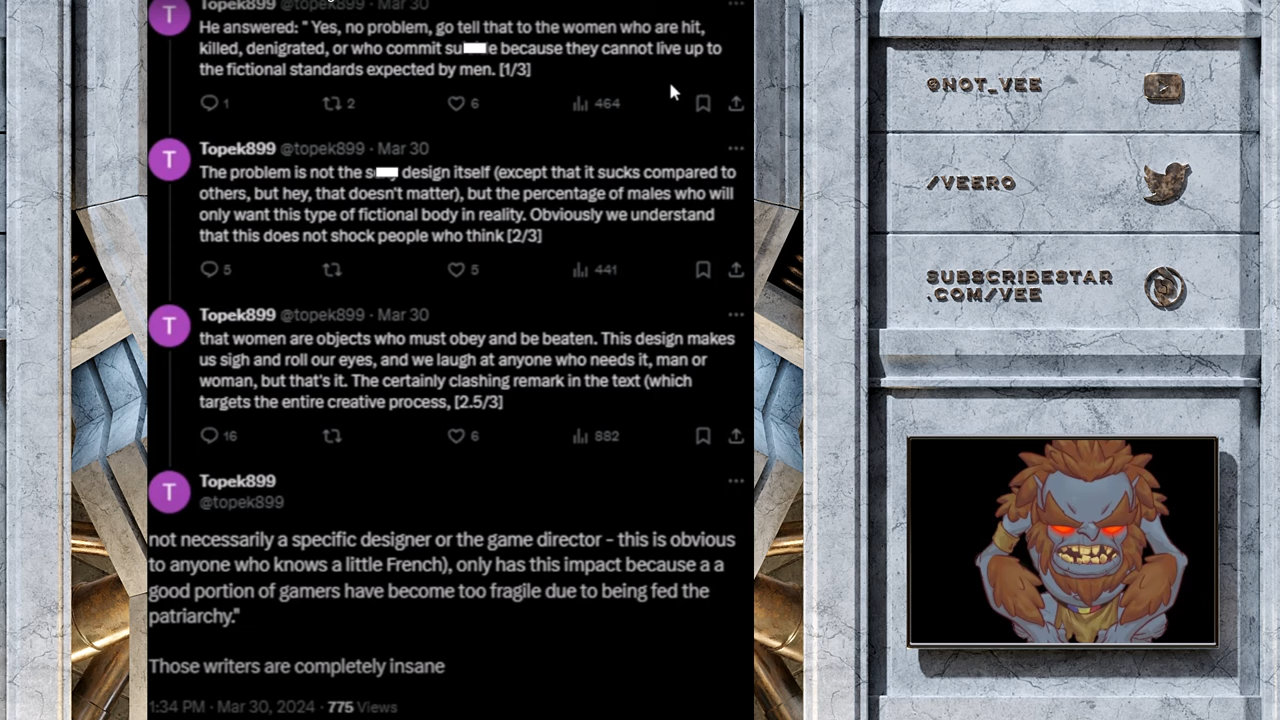 Topek899 @topek899 · Mar 30
He answered: " Yes, no problem, go tell that to the women who are hit,
killed, denigrated, or who commit su e because they cannot live up to
the fictional standards expected by men. [1/3]
1 2 6 464
Topek899 @topek899 · Mar 30
The problem is not the s design itself (except that it sucks compared to
others, but hey, that doesn't matter), but the percentage of males who will
only want this type of fictional body in reality. Obviously we understand
that this does not shock people who think [2/3]
5 5 441
Topek899 @topek899 · Mar 30
that women are objects who must obey and be beaten. This design makes
us sigh and roll our eyes, and we laugh at anyone who needs it, man or
woman, but that's it. The certainly clashing remark in the text (which
targets the entire creative process, [2.5/3]
16 6 882
Topek899
@topek899
not necessarily a specific designer or the game director - this is obvious
to anyone who knows a little French), only has this impact because a a
good portion of gamers have become too fragile due to being fed the
patriarchy."
Those writers are completely insane
1:34 PM · Mar 30, 2024 · 775 Views
T
T
T
T
@NOT_VEE
/VEERO
SUBSCRIBESTAR
.COM/VEE